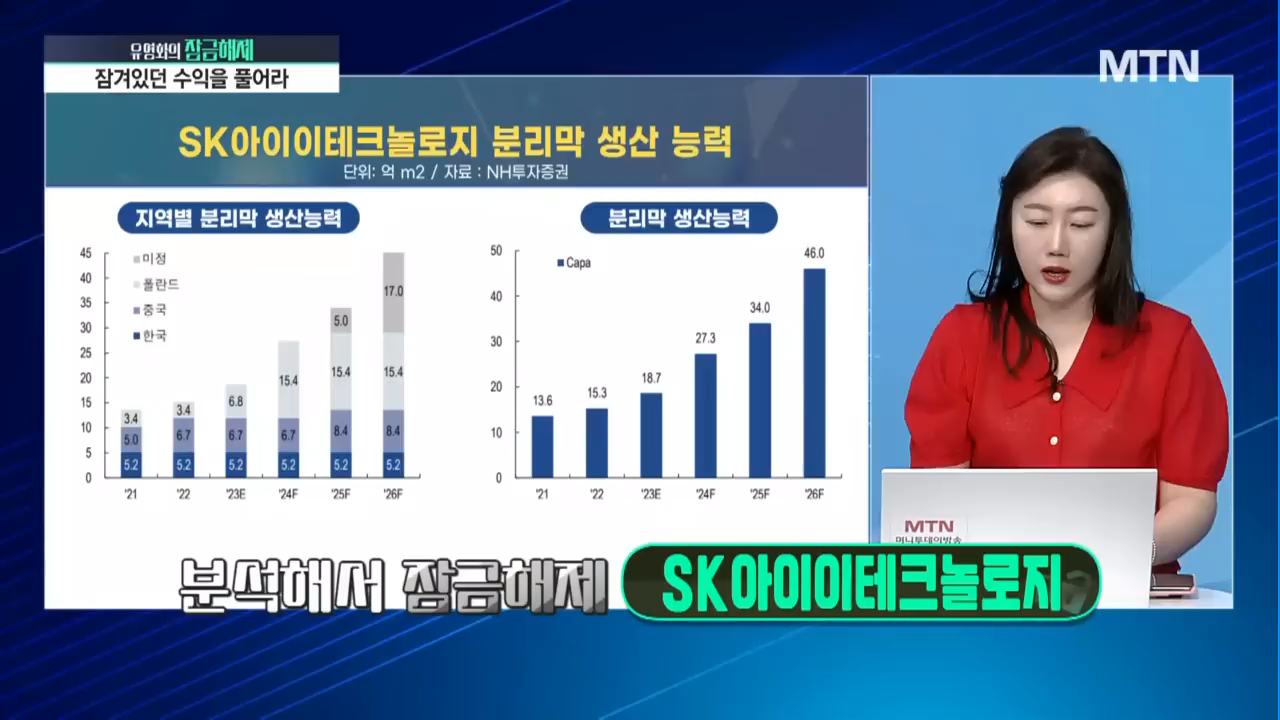 유명화의 잠금해제
잠겨있던 수익을 풀어라
MTN
SK아이이테크놀로지 분리막 생산 능력
단위: 억 m2 / 자료 : NH투자증권
지역별 분리막 생산능력
45
40
35
30
25
20
15
10
5
0
미정
폴란드
중국
한국
3.4
5.0
5.2
3.4
6.7
5.2
6.8
6.7
5.2
15.4
6.7
5.2
5.0
15.4
8.4
5.2
17.0
15.4
8.4
5.2
'21 '22 '23E '24F '25F '26F
분리막 생산능력
50
40
30
20
10
0
Capa
13.6
15.3
18.7
27.3
34.0
46.0
'21 '22 '23E '24F '25F '26F
MTN
머니투데이방송
분석해서 잠금해제
SK아이이테크놀로지